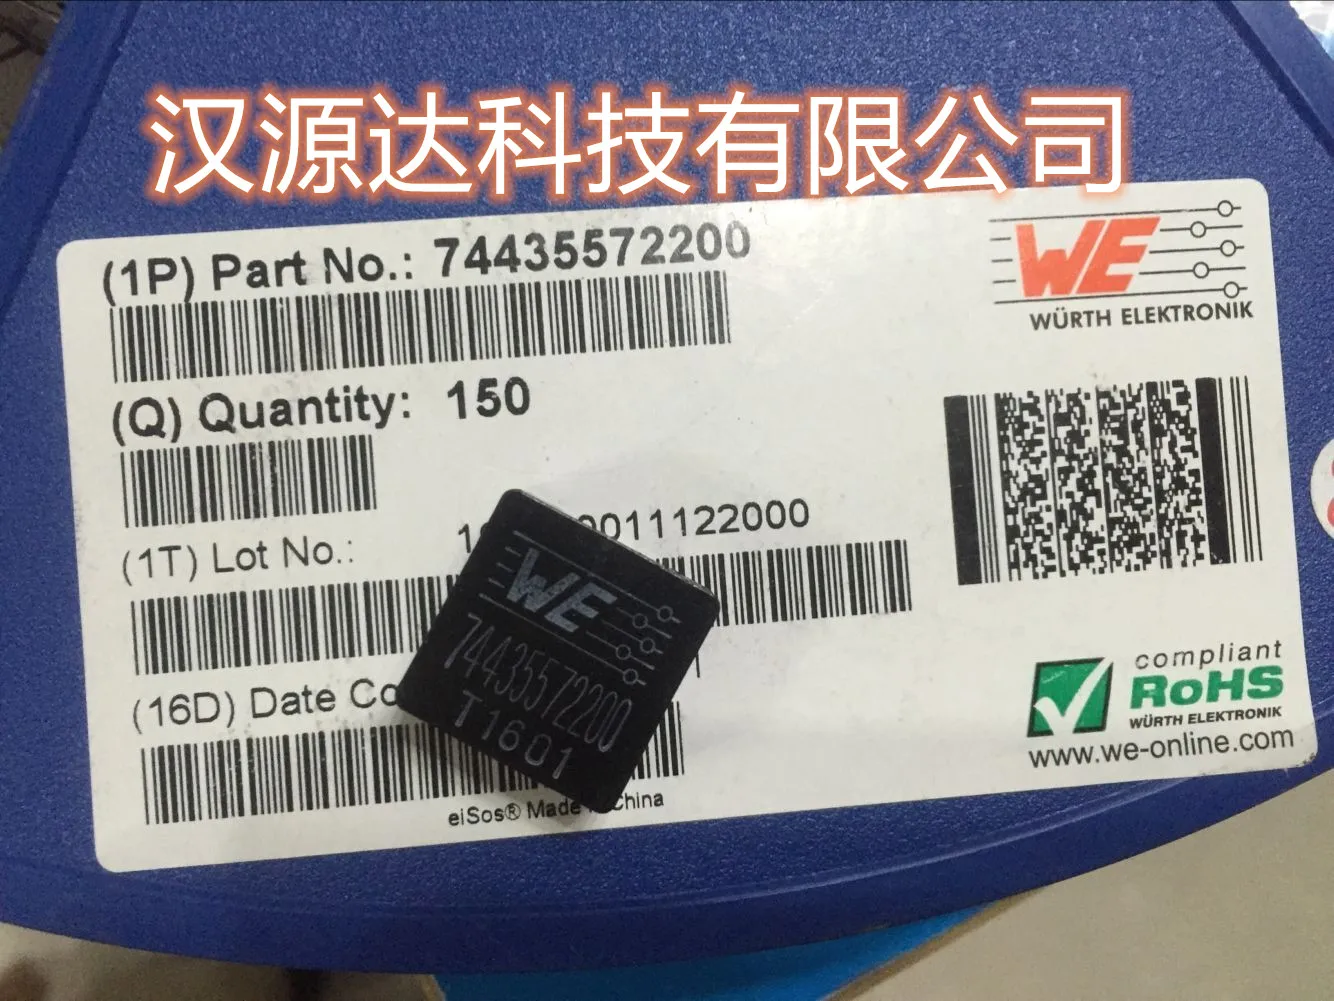 汉源达科技有限公司
(1P) Part No.: 74435572200
WE
WÜRTH ELEKTRONIK
(Q) Quantity: 150
(1T) Lot No.:
0011122000
WE
74435572200
T1601
(16D) Date Co
eiSos® Made
China
compliant
RoHS
WÜRTH ELEKTRONIK
www.we-online.com